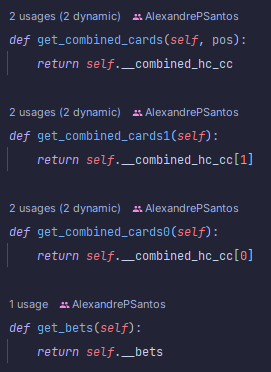 2 usages (2 dynamic) AlexandrePSantos
def get_combined_cards(self, pos):
    return self.__combined_hc_cc
2 usages (2 dynamic) AlexandrePSantos
def get_combined_cards1(self):
    return self.__combined_hc_cc[1]
2 usages (2 dynamic) AlexandrePSantos
def get_combined_cards0(self):
    return self.__combined_hc_cc[0]
1 usage AlexandrePSantos
def get_bets(self):
    return self.__bets